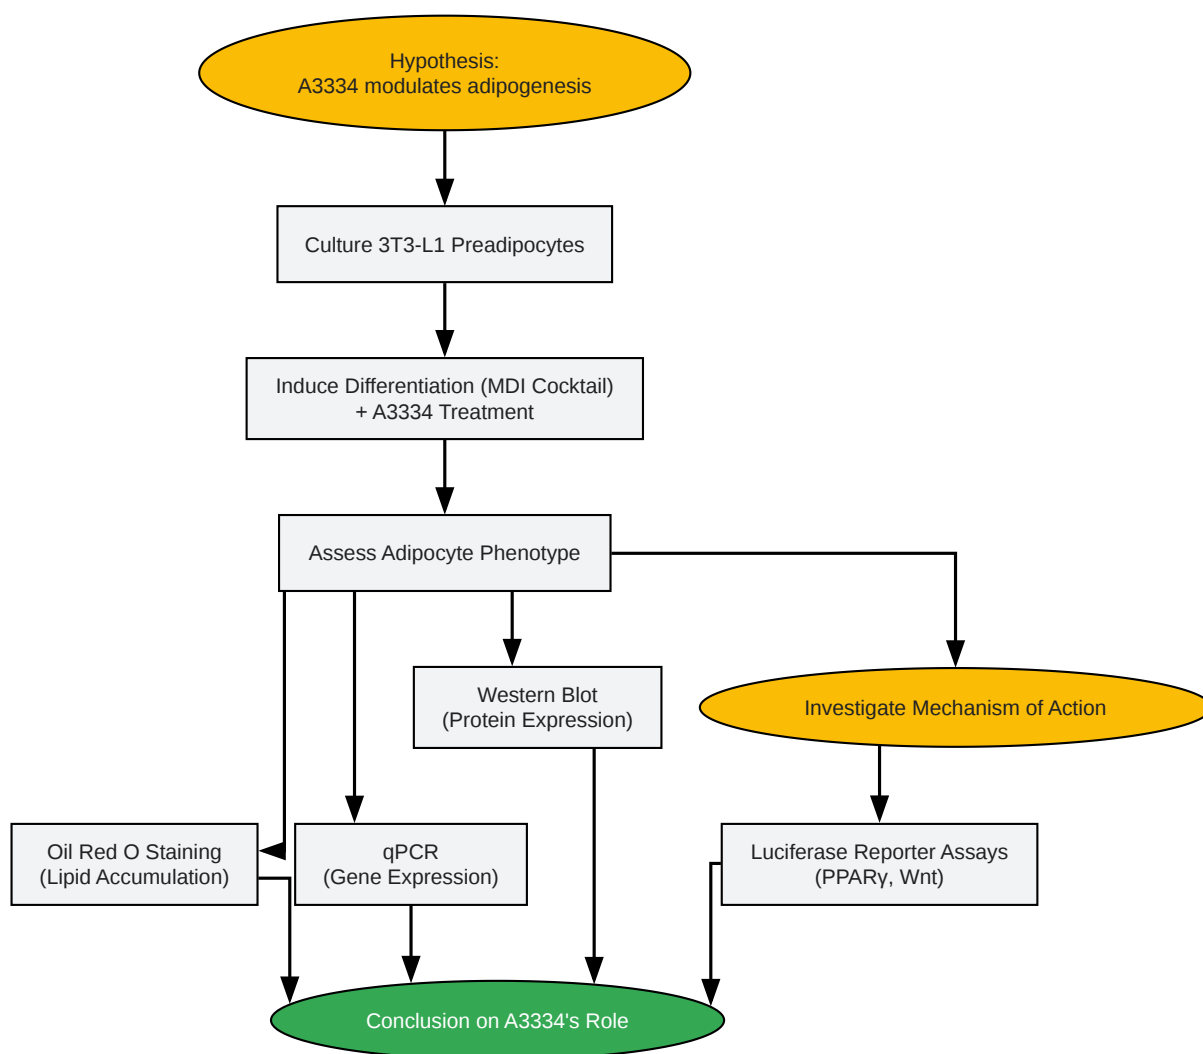 Hypothesis:
A3334 modulates adipogenesis
Culture 3T3-L1 Preadipocytes
Induce Differentiation (MDI Cocktail)
+ A3334 Treatment
Assess Adipocyte Phenotype
Western Blot
(Protein Expression)
Investigate Mechanism of Action
Oil Red O Staining
(Lipid Accumulation)
qPCR
(Gene Expression)
Luciferase Reporter Assays
(PPARγ, Wnt)
Conclusion on A3334's Role